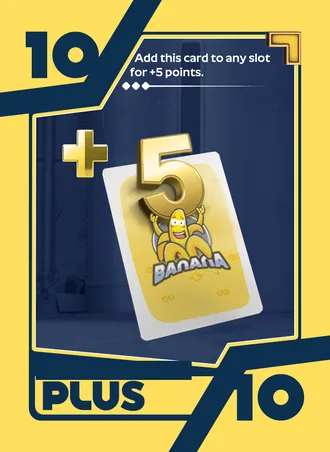 10
Add this card to any slot
for +5 points.
+5
BANANA
PLUS
10